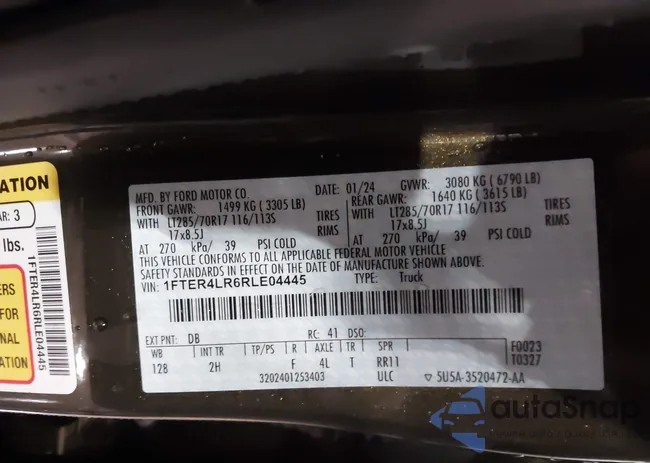 ATION
AR: 3
lbs.
ERS
FOR
NAL
ATION
1FTER4LR6RLE04445
MFD. BY FORD MOTOR CO.
DATE: 01/24
GVWR: 3080 KG ( 6790 LB)
FRONT GAWR: 1499 KG ( 3305 LB)
REAR GAWR: 1640 KG ( 3615 LB)
WITH LT285/70R17 116/113S TIRES
WITH LT285/70R17 116/113S TIRES
17x8.5J RIMS
17x8.5J RIMS
AT 270 kPa/ 39 PSI COLD
AT 270 kPa/ 39 PSI COLD
THIS VEHICLE CONFORMS TO ALL APPLICABLE FEDERAL MOTOR VEHICLE
SAFETY STANDARDS IN EFFECT ON THE DATE OF MANUFACTURE SHOWN ABOVE.
VIN: 1FTER4LR6RLE04445
TYPE: Truck
EXT PNT: DB RC: 41 DSO:
WB INT TR TP/PS R AXLE TR SPR
F0023
128 2H F 4L T RR11
T0327
3202401253403 ULC ▽ 5U5A-3520472-AA
autoSnap